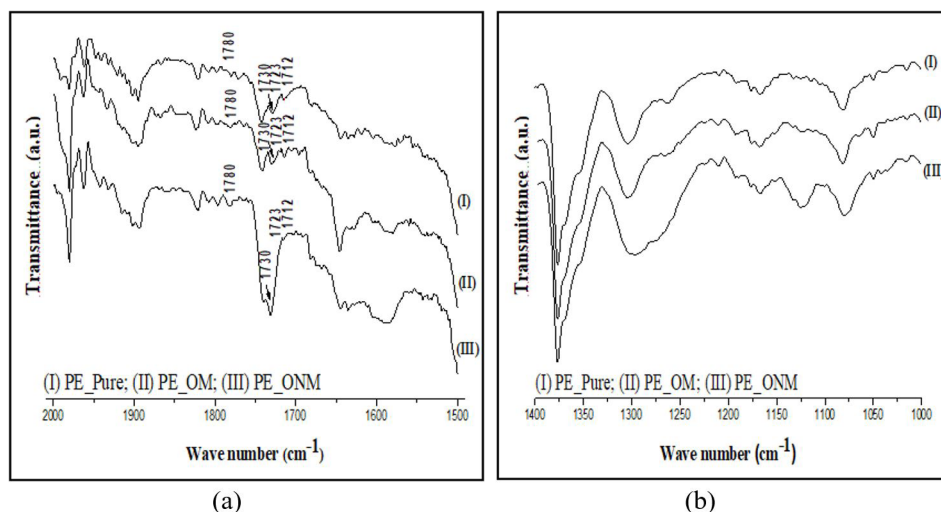 1780
1730
1723
1712
1780
1730
1723
1712
1780
1730
1723
1712
(I)
(II)
(III)
Transmittance (a.u.)
(I) PE_Pure; (II) PE_OM; (III) PE_ONM
2000 1900 1800 1700 1600 1500
Wave number (cm⁻¹)
(a)
(I)
(II)
(III)
Transmittance (a.u.)
(I) PE_Pure; (II) PE_OM; (III) PE_ONM
1400 1350 1300 1250 1200 1150 1100 1050 1000
Wave number (cm⁻¹)
(b)